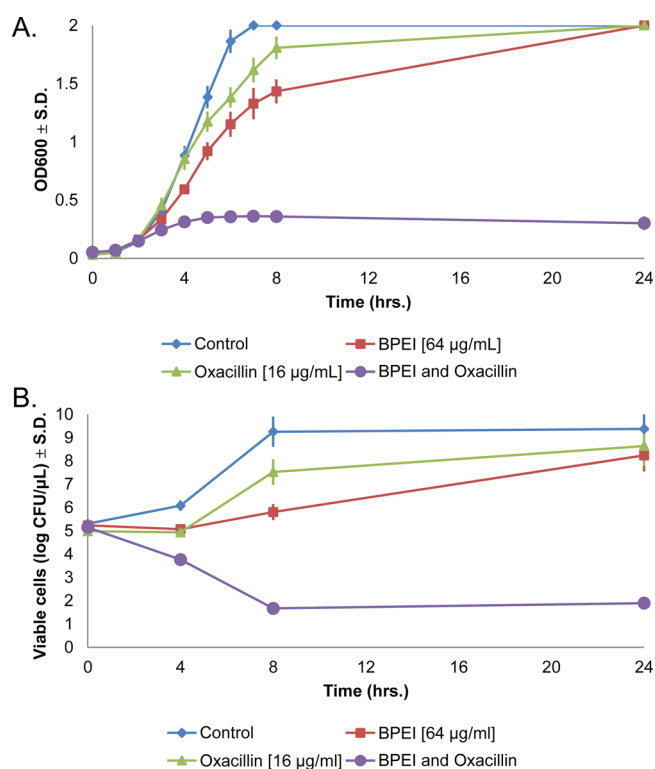 A.
2
1.5
1
0.5
0
OD600 ± S.D.
0 4 8 12 16 20 24
Time (hrs.)
Control BPEI [64 µg/mL]
Oxacillin [16 µg/mL] BPEI and Oxacillin
B.
10
9
8
7
6
5
4
3
2
1
0
Viable cells (log CFU/µL) ± S.D.
0 4 8 12 16 20 24
Time (hrs.)
Control BPEI [64 µg/ml]
Oxacillin [16 µg/ml] BPEI and Oxacillin